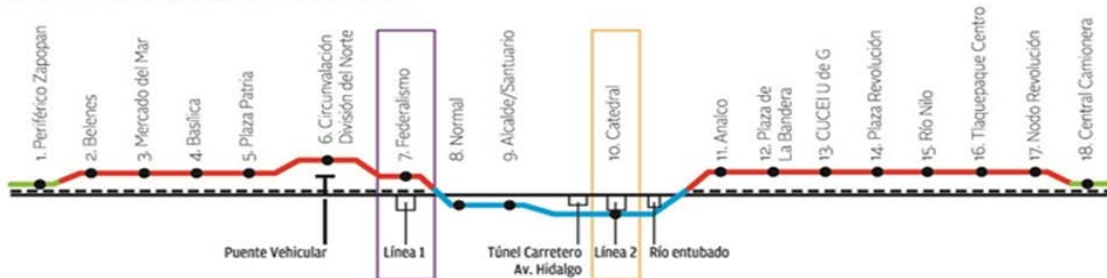 1. Periférico Zapopan
2. Belenes
3. Mercado del Mar
4. Basílica
5. Plaza Patria
6. Circunvalación
División del Norte
7. Federalismo
8. Normal
9. Alcalde/Santuario
10. Catedral
11. Analco
12. Plaza de
La Bandera
13. CUCEI U de G
14. Plaza Revolución
15. Río Nilo
16. Tlaquepaque Centro
17. Nodo Revolución
18. Central Camionera
Puente Vehicular
Línea 1
Túnel Carretero
Av. Hidalgo
Línea 2
Río entubado